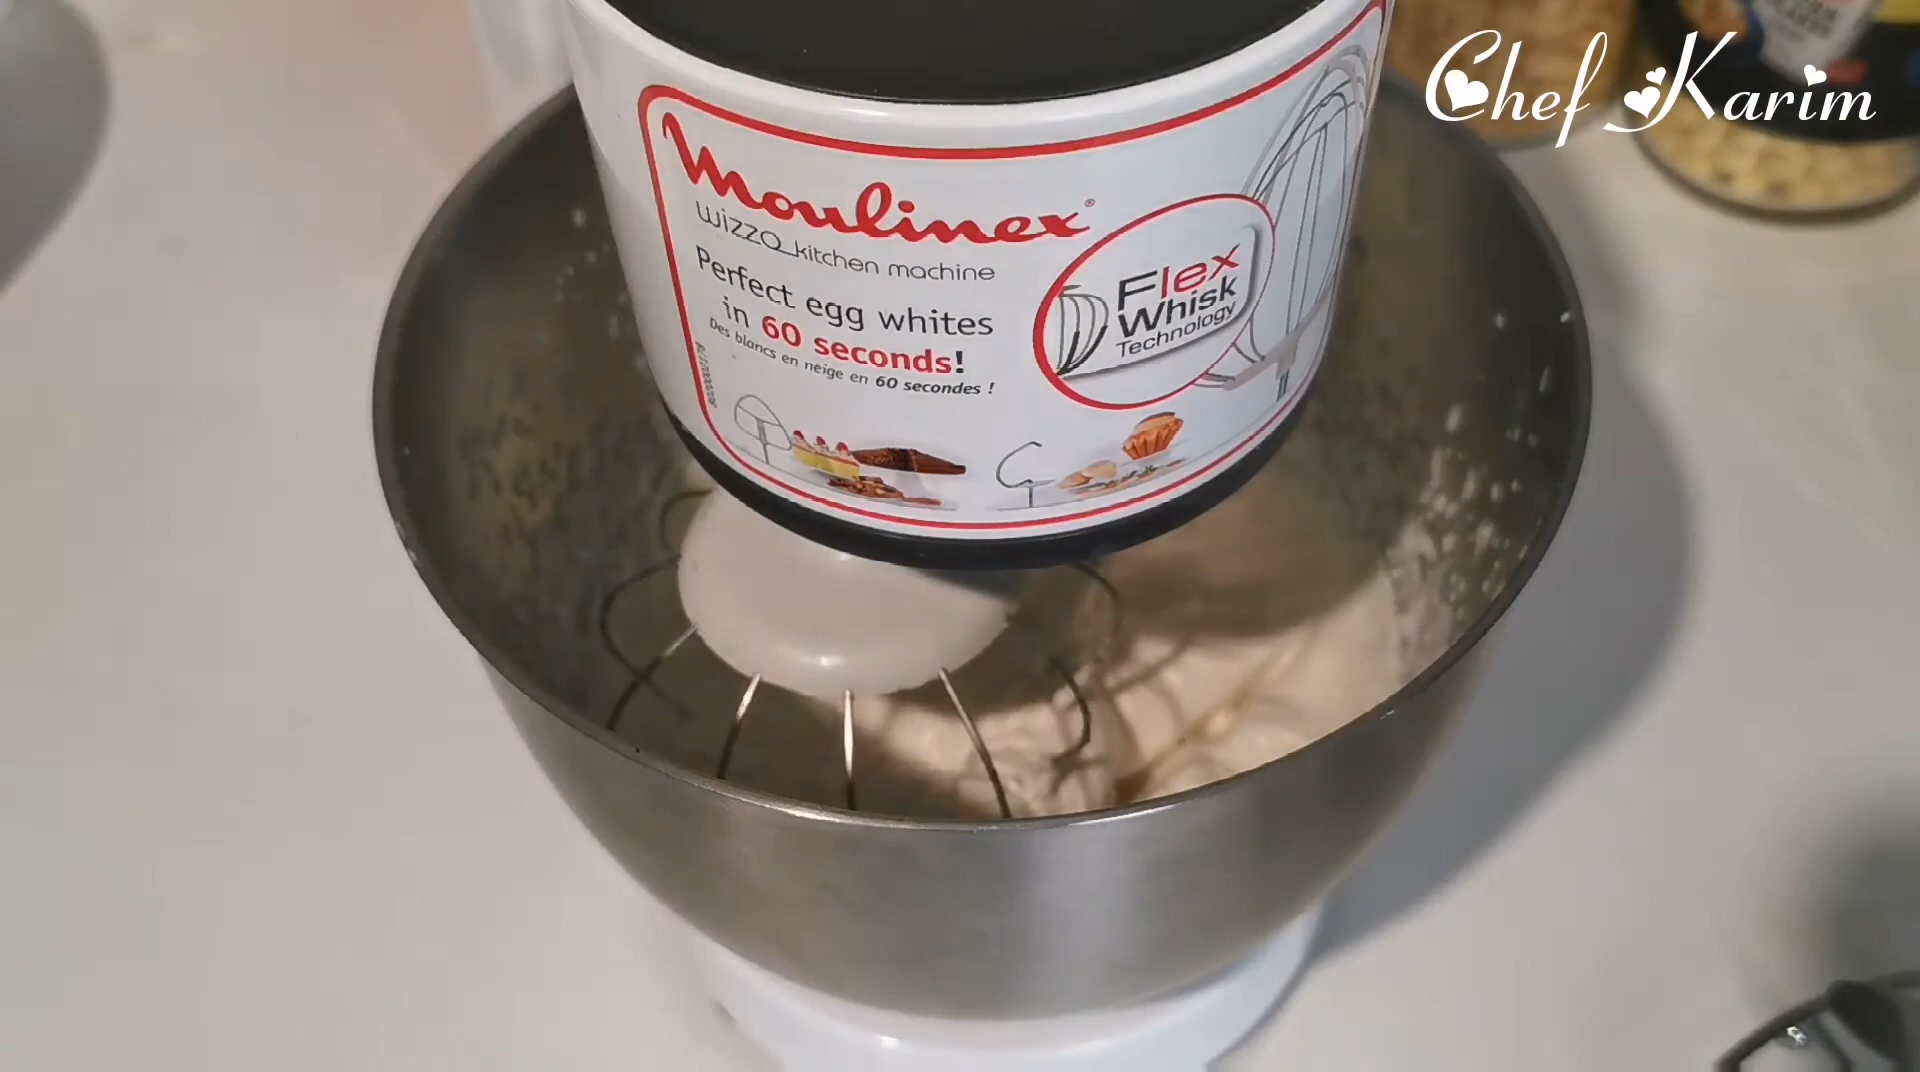 Chef Karim
Moulinex
wizzo kitchen machine
Perfect egg whites
in 60 seconds!
Des blancs en neige en 60 secondes !
Flex
Whisk
Technology